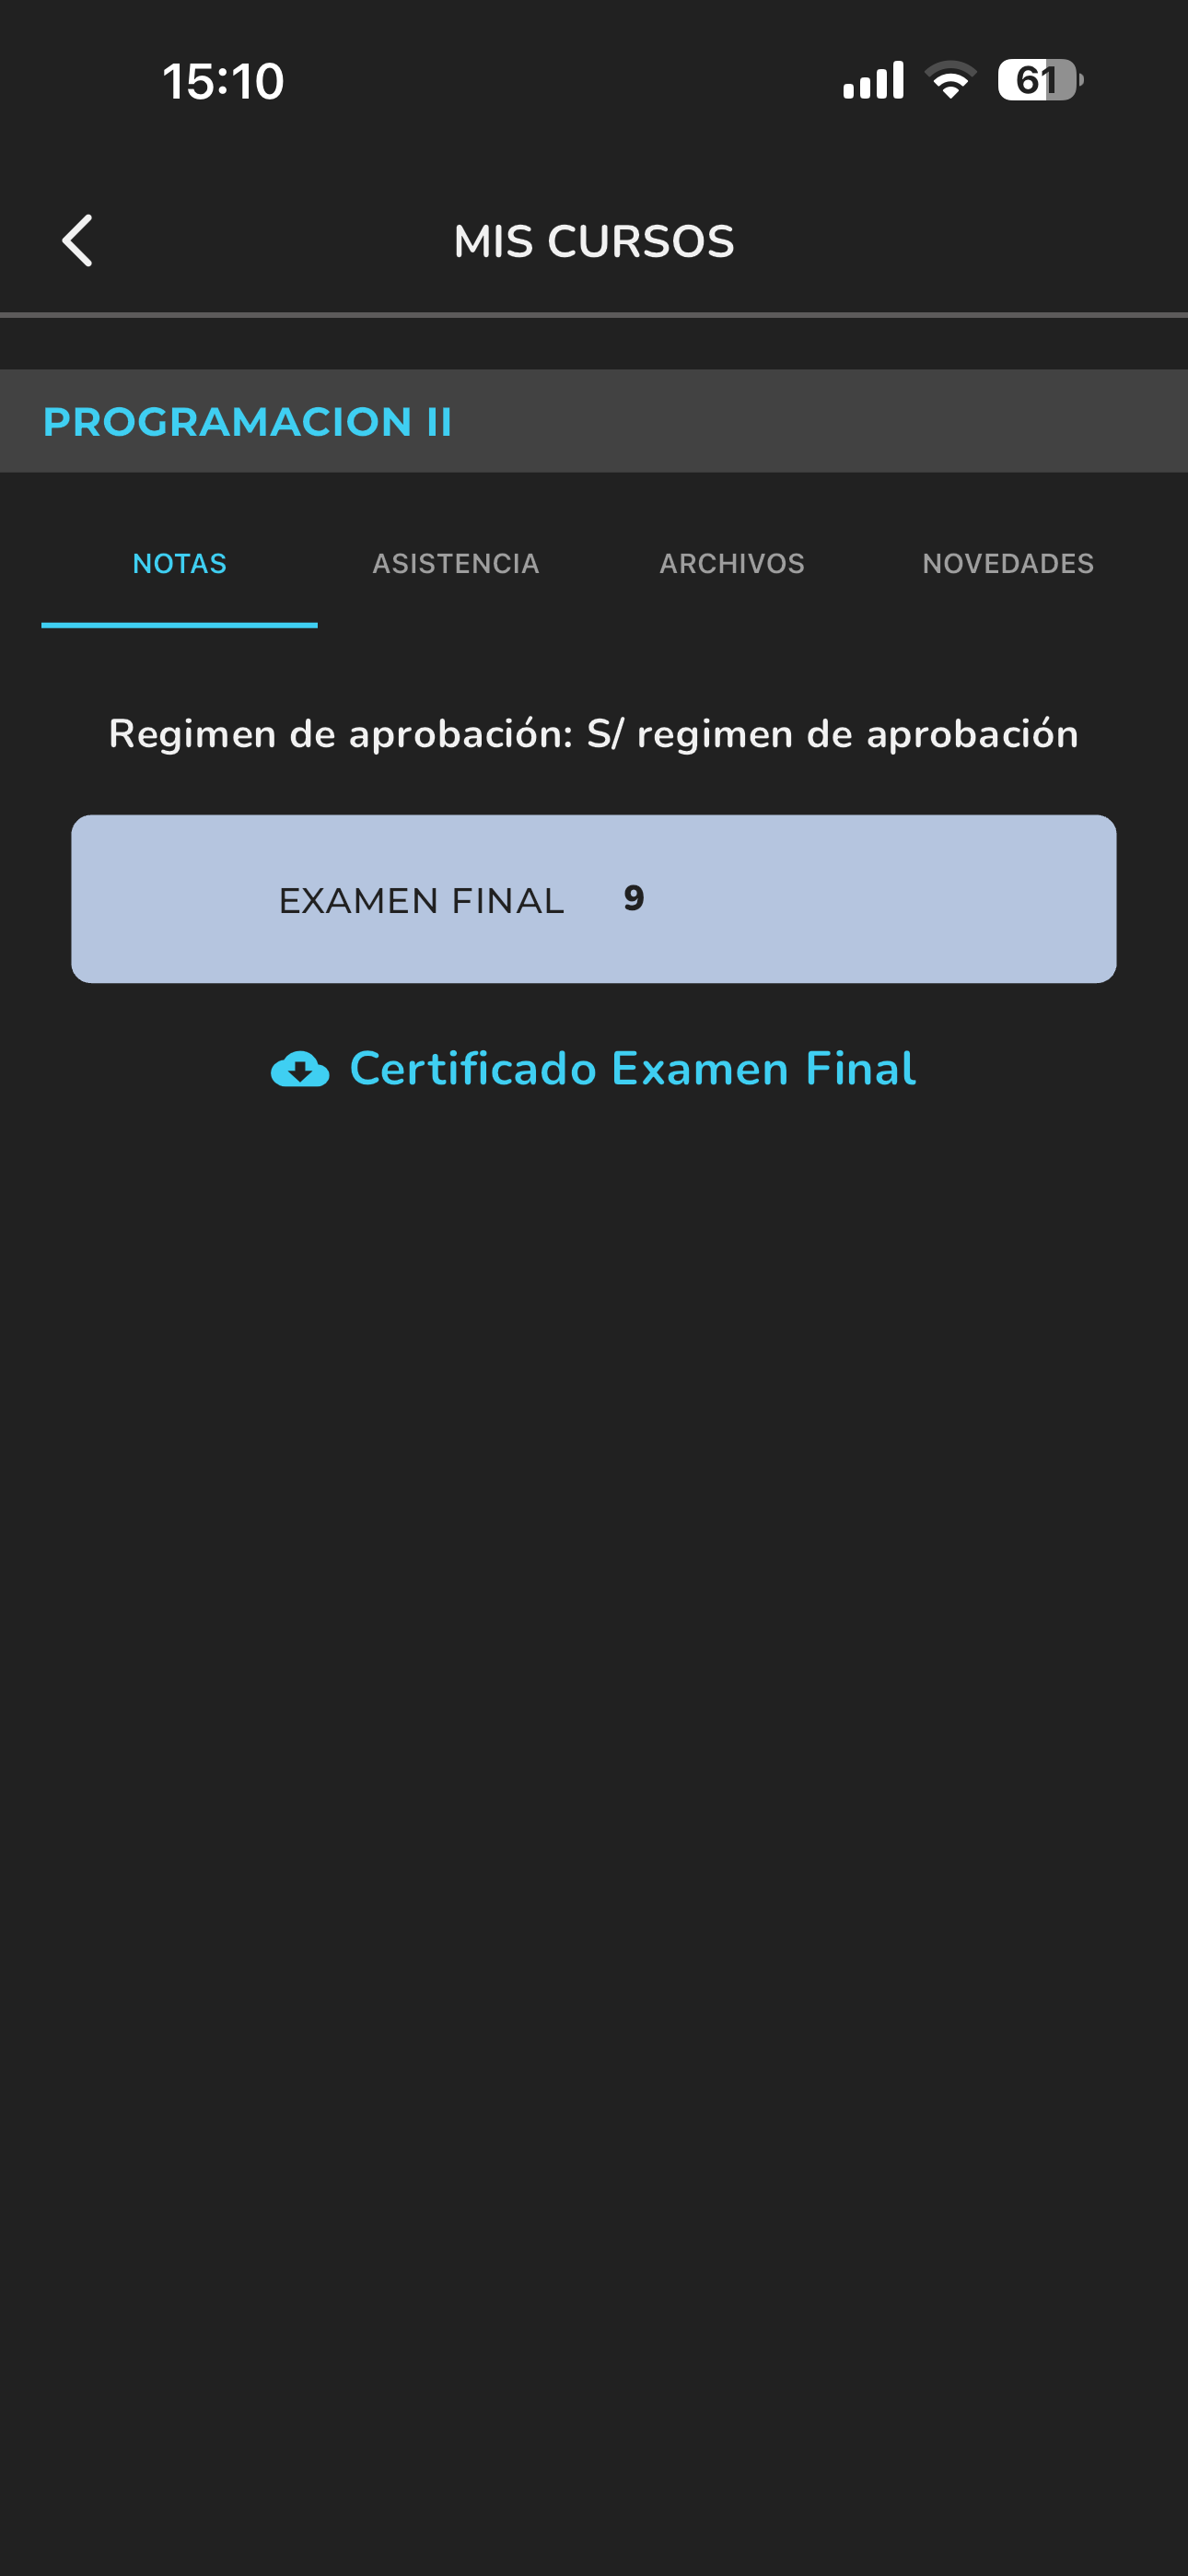 15:10 61
MIS CURSOS
PROGRAMACION II
NOTAS ASISTENCIA ARCHIVOS NOVEDADES
Regimen de aprobación: S/ regimen de aprobación
EXAMEN FINAL 9
Certificado Examen Final